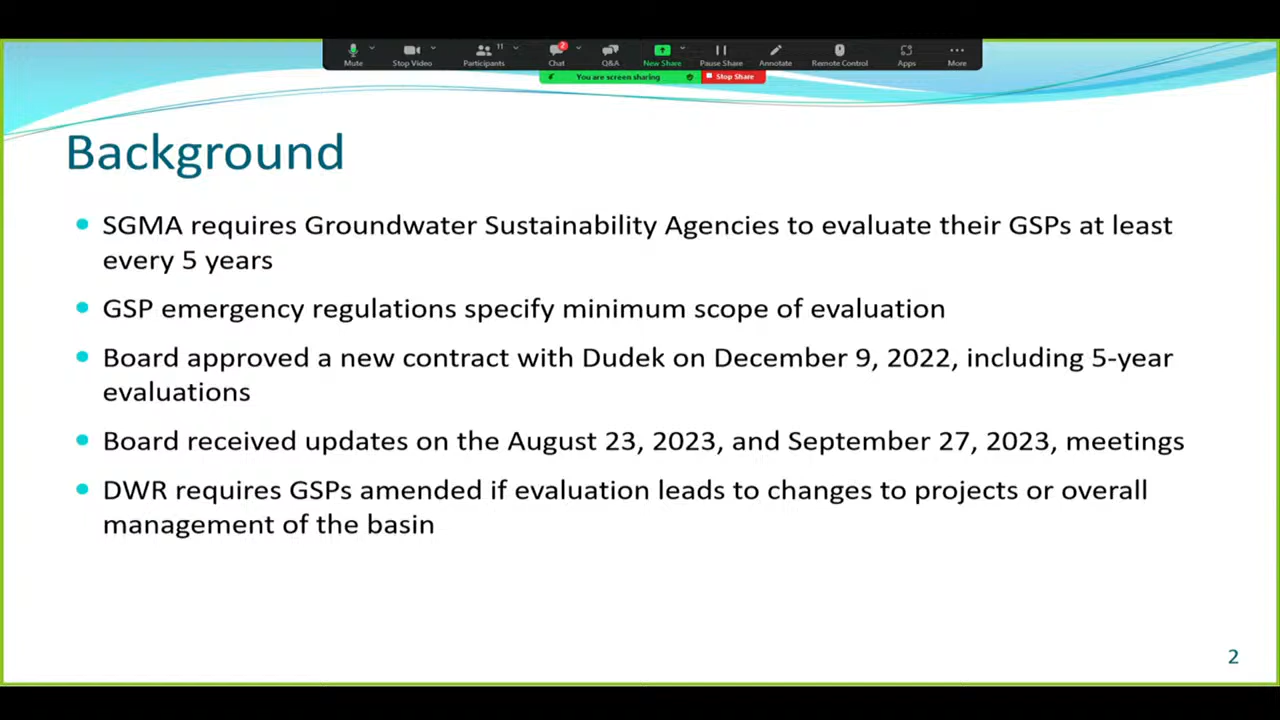 11
2
Mute
Stop Video
Participants
Chat
Q&A
New Share
Pause Share
Annotate
Remote Control
Apps
More
You are screen sharing
Stop Share
Background
SGMA requires Groundwater Sustainability Agencies to evaluate their GSPs at least
every 5 years
GSP emergency regulations specify minimum scope of evaluation
Board approved a new contract with Dudek on December 9, 2022, including 5-year
evaluations
Board received updates on the August 23, 2023, and September 27, 2023, meetings
DWR requires GSPs amended if evaluation leads to changes to projects or overall
management of the basin
2